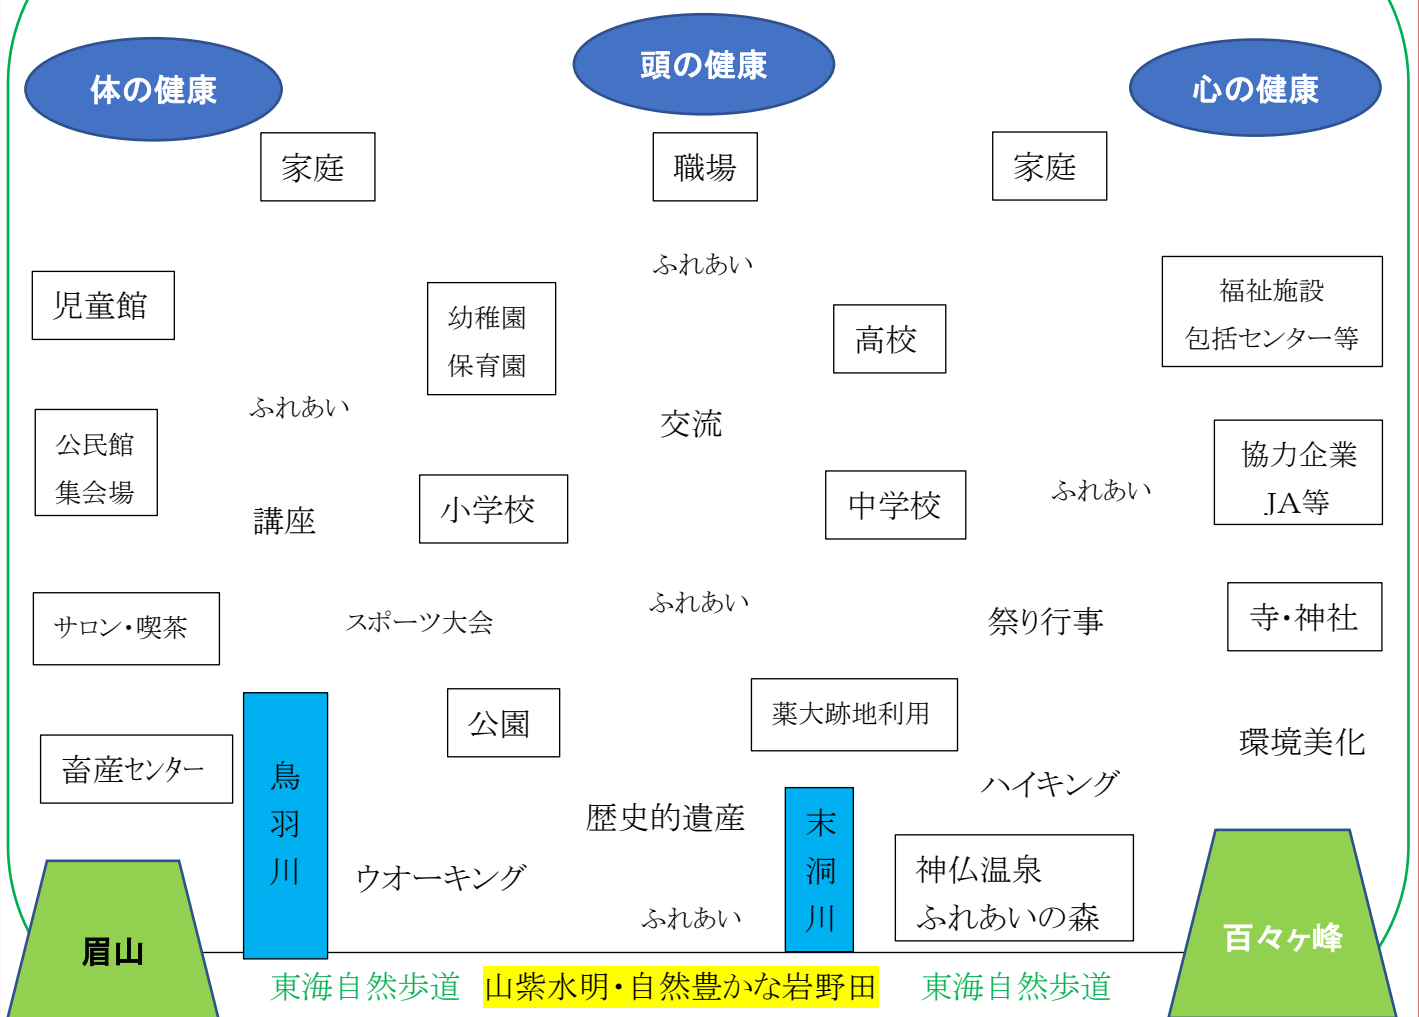 体の健康
頭の健康
心の健康
家庭
職場
家庭
ふれあい
児童館
幼稚園
保育園
高校
福祉施設
包括センター等
ふれあい
交流
公民館
集会場
協力企業
JA等
講座
小学校
中学校
ふれあい
サロン・喫茶
スポーツ大会
ふれあい
祭り行事
寺・神社
公園
薬大跡地利用
環境美化
畜産センター
鳥羽川
ハイキング
歴史的遺産
末洞川
ウオーキング
神仏温泉
ふれあいの森
ふれあい
眉山
百々ヶ峰
東海自然歩道
山紫水明・自然豊かな岩野田
東海自然歩道